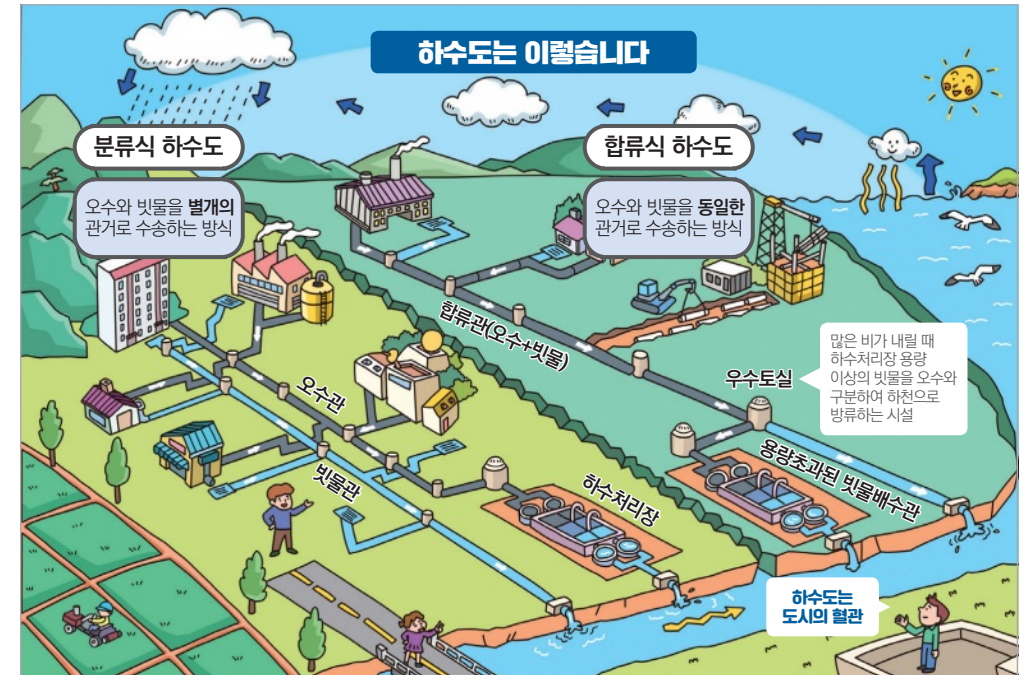 하수도는 이렇습니다
분류식 하수도
오수와 빗물을 별개의
관거로 수송하는 방식
합류식 하수도
오수와 빗물을 동일한
관거로 수송하는 방식
합류관(오수+빗물)
우수토실
많은 비가 내릴 때
하수처리장 용량
이상의 빗물을 오수와
구분하여 하천으로
방류하는 시설
오수관
빗물관
하수처리장
용량초과된 빗물배수관
하수도는
도시의 혈관